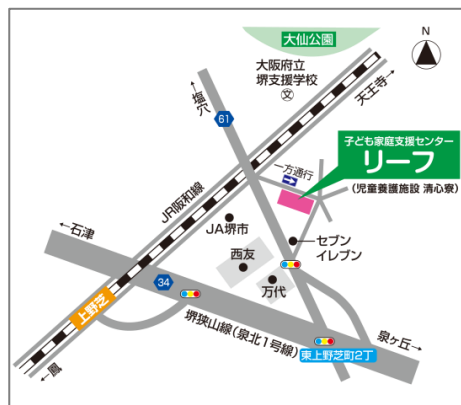 大仙公園
N
大阪府立
堺支援学校
文
天王寺
塩穴
61
子ども家庭支援センター
リーフ
(児童養護施設 清心寮)
一方通行
JR阪和線
JA堺市
石津
西友
セブン
イレブン
34
万代
上野芝
堺狭山線(泉北1号線)
泉ヶ丘
東上野芝町2丁
鳳